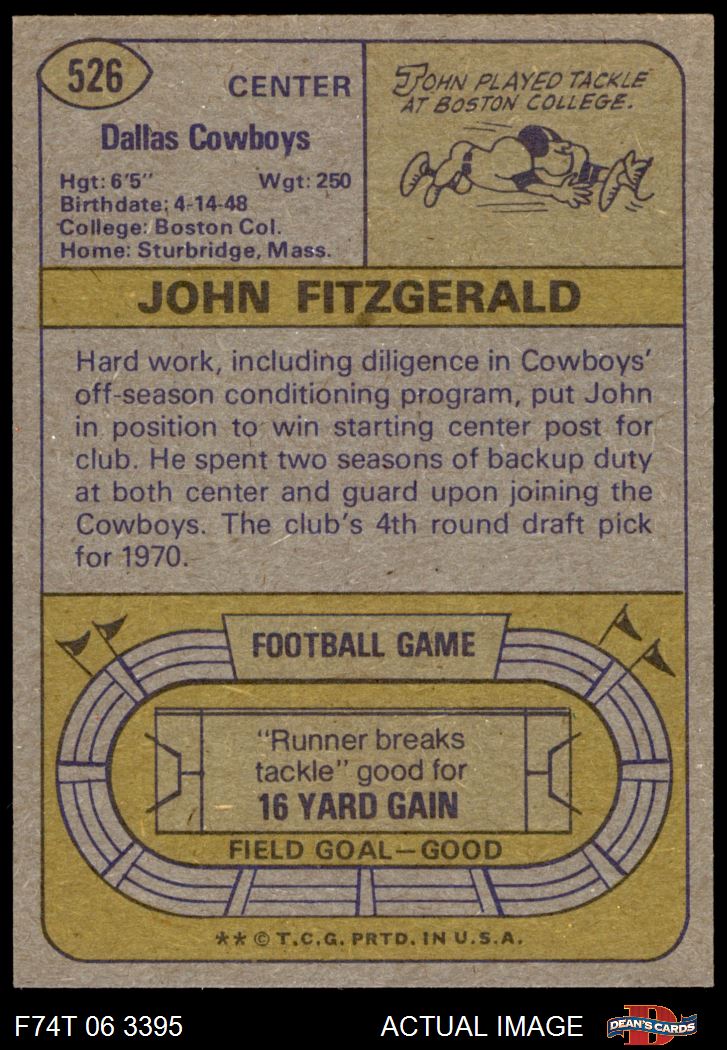 526
CENTER
Dallas Cowboys
Hgt: 6'5" Wgt: 250
Birthdate: 4-14-48
College: Boston Col.
Home: Sturbridge, Mass.
JOHN PLAYED TACKLE
AT BOSTON COLLEGE.
JOHN FITZGERALD
Hard work, including diligence in Cowboys'
off-season conditioning program, put John
in position to win starting center post for
club. He spent two seasons of backup duty
at both center and guard upon joining the
Cowboys. The club's 4th round draft pick
for 1970.
FOOTBALL GAME
"Runner breaks
tackle" good for
16 YARD GAIN
FIELD GOAL—GOOD
** © T.C.G. PRTD. IN U.S.A.
F74T 06 3395 ACTUAL IMAGE
D
DEAN'S CARDS